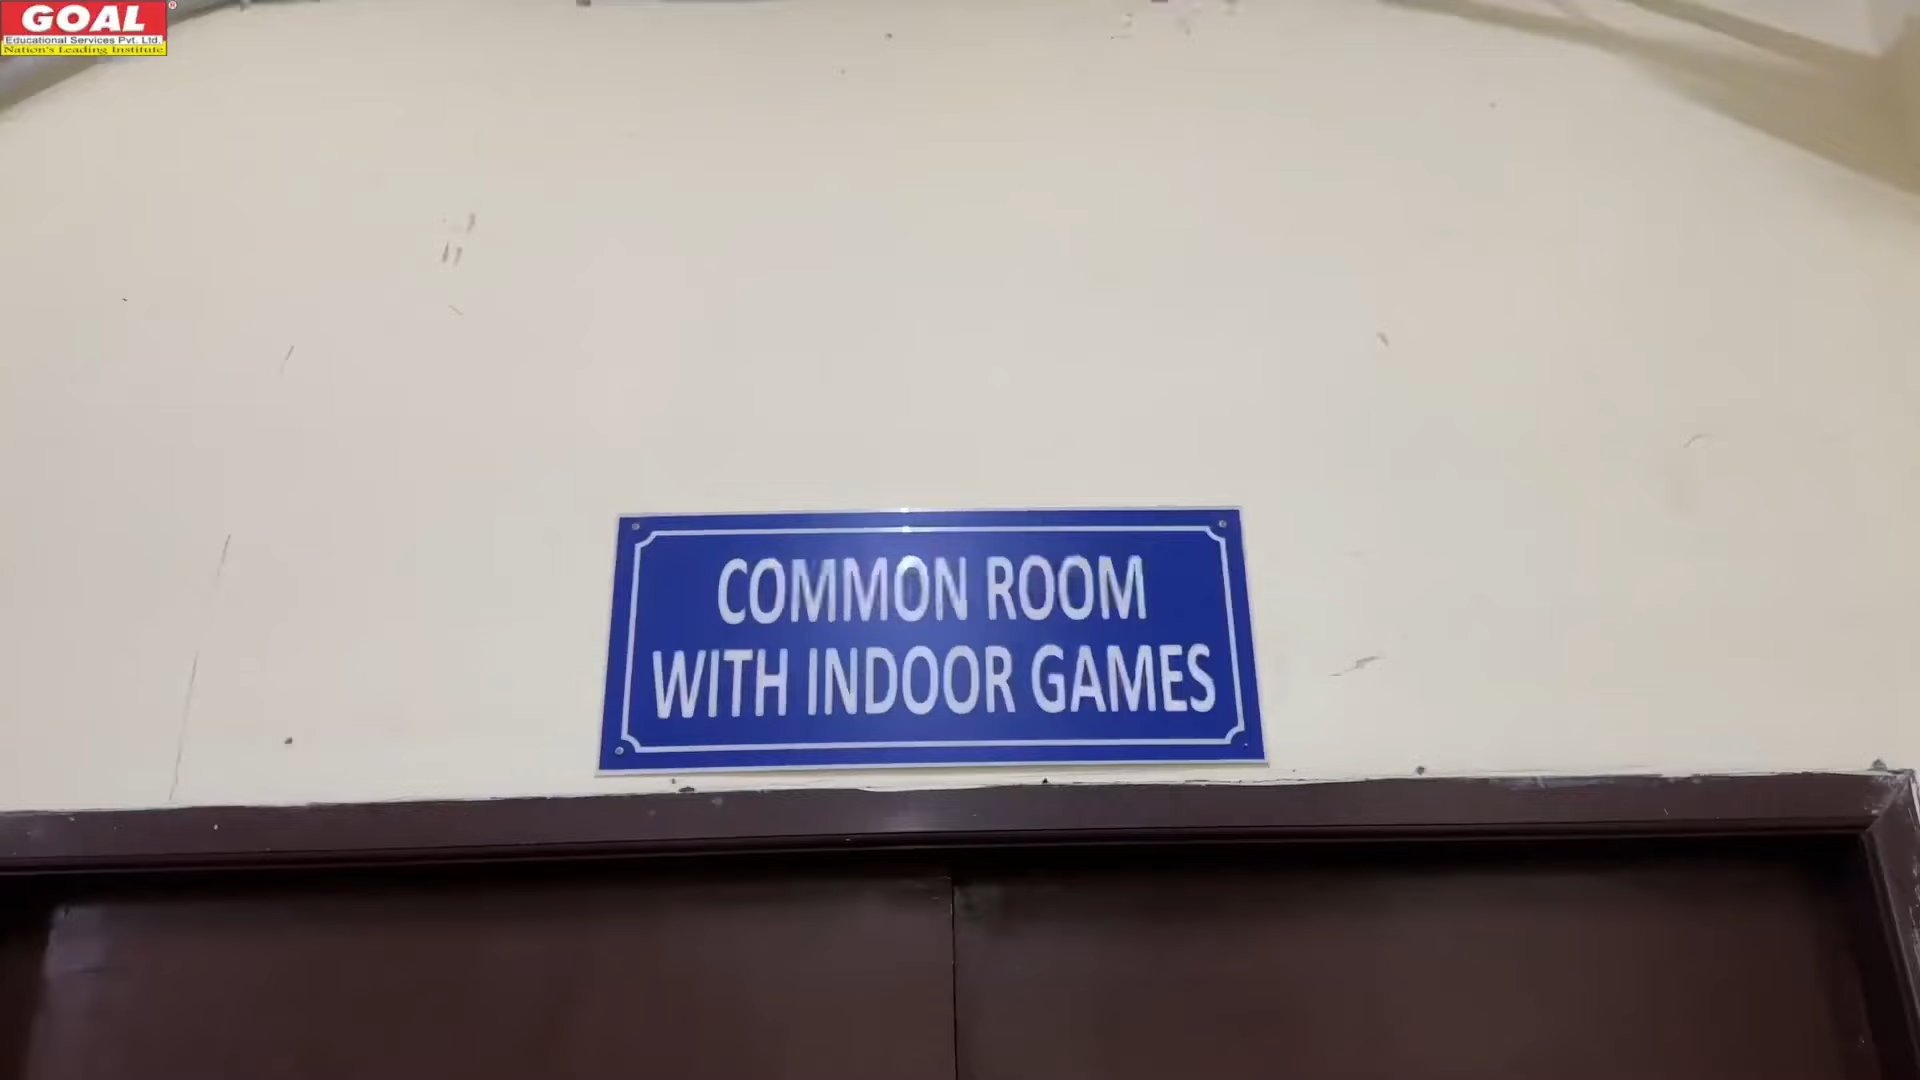 GOAL
Educational Services Pvt. Ltd.
Nation's Leading Institute
COMMON ROOM
WITH INDOOR GAMES